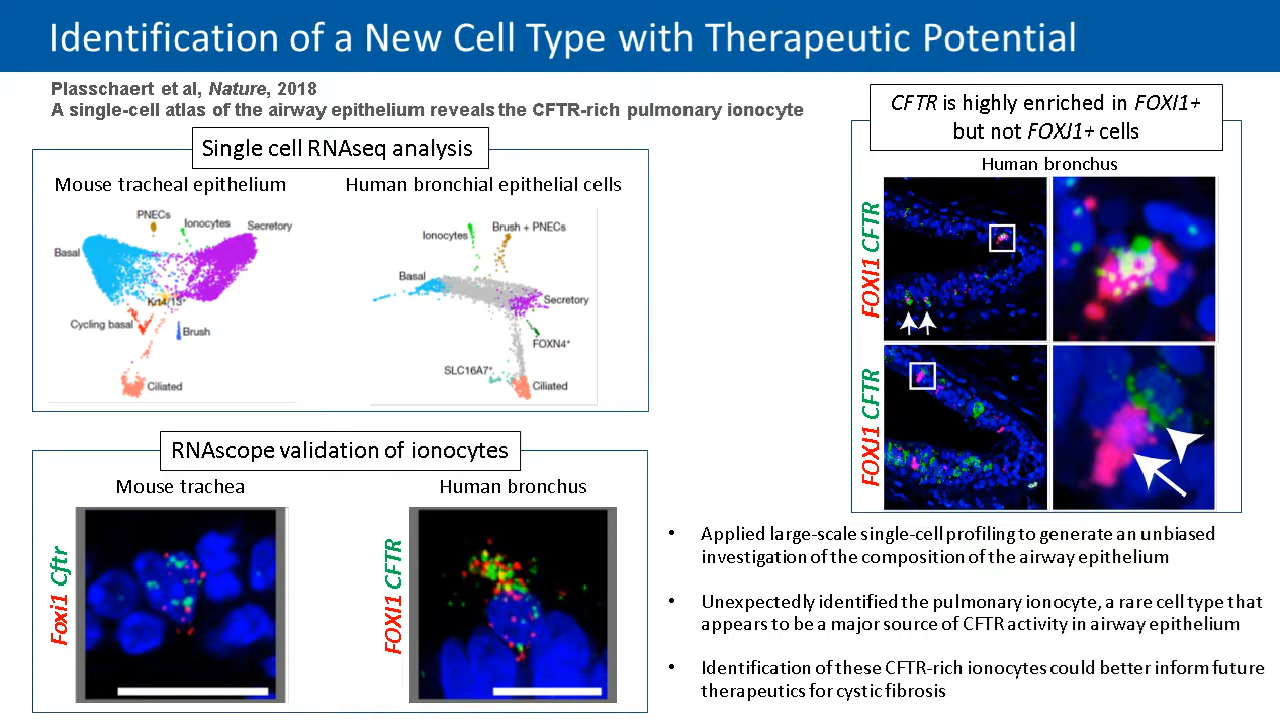 Identification of a New Cell Type with Therapeutic Potential
Plasschaert et al, Nature, 2018
A single-cell atlas of the airway epithelium reveals the CFTR-rich pulmonary ionocyte
Single cell RNAseq analysis
Mouse tracheal epithelium
Human bronchial epithelial cells
PNECs
Ionocytes
Secretory
Basal
Krt4/13+
Cycling basal
Brush
Ciliated
Ionocytes
Brush + PNECs
Basal
Secretory
FOXN4+
SLC16A7+
Ciliated
RNAscope validation of ionocytes
Mouse trachea
Human bronchus
Foxi1 Cftr
FOXI1 CFTR
CFTR is highly enriched in FOXI1+
but not FOXJ1+ cells
Human bronchus
FOXI1 CFTR
FOXJ1 CFTR
• Applied large-scale single-cell profiling to generate an unbiased
investigation of the composition of the airway epithelium
• Unexpectedly identified the pulmonary ionocyte, a rare cell type that
appears to be a major source of CFTR activity in airway epithelium
• Identification of these CFTR-rich ionocytes could better inform future
therapeutics for cystic fibrosis